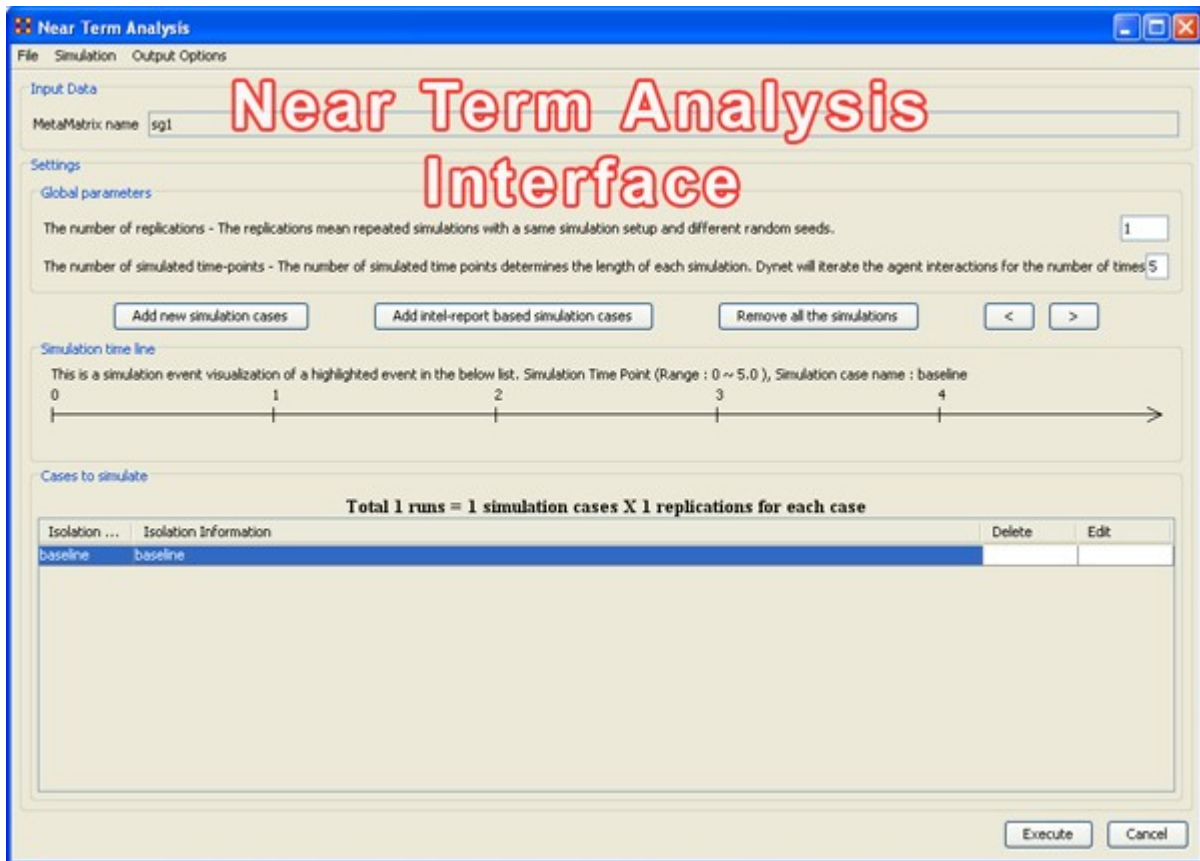 Near Term Analysis
File Simulation Output Options
Input Data
Near Term Analysis
Interface
MetaMatrix name sg1
Settings
Global parameters
The number of replications - The replications mean repeated simulations with a same simulation setup and different random seeds. 1
The number of simulated time-points - The number of simulated time points determines the length of each simulation. Dynet will iterate the agent interactions for the number of times 5
Add new simulation cases Add intel-report based simulation cases Remove all the simulations < >
Simulation time line
This is a simulation event visualization of a highlighted event in the below list. Simulation Time Point (Range : 0 ~ 5.0 ), Simulation case name : baseline
0 1 2 3 4
Cases to simulate
Total 1 runs = 1 simulation cases X 1 replications for each case
Isolation ... Isolation Information Delete Edit
baseline baseline
Execute Cancel